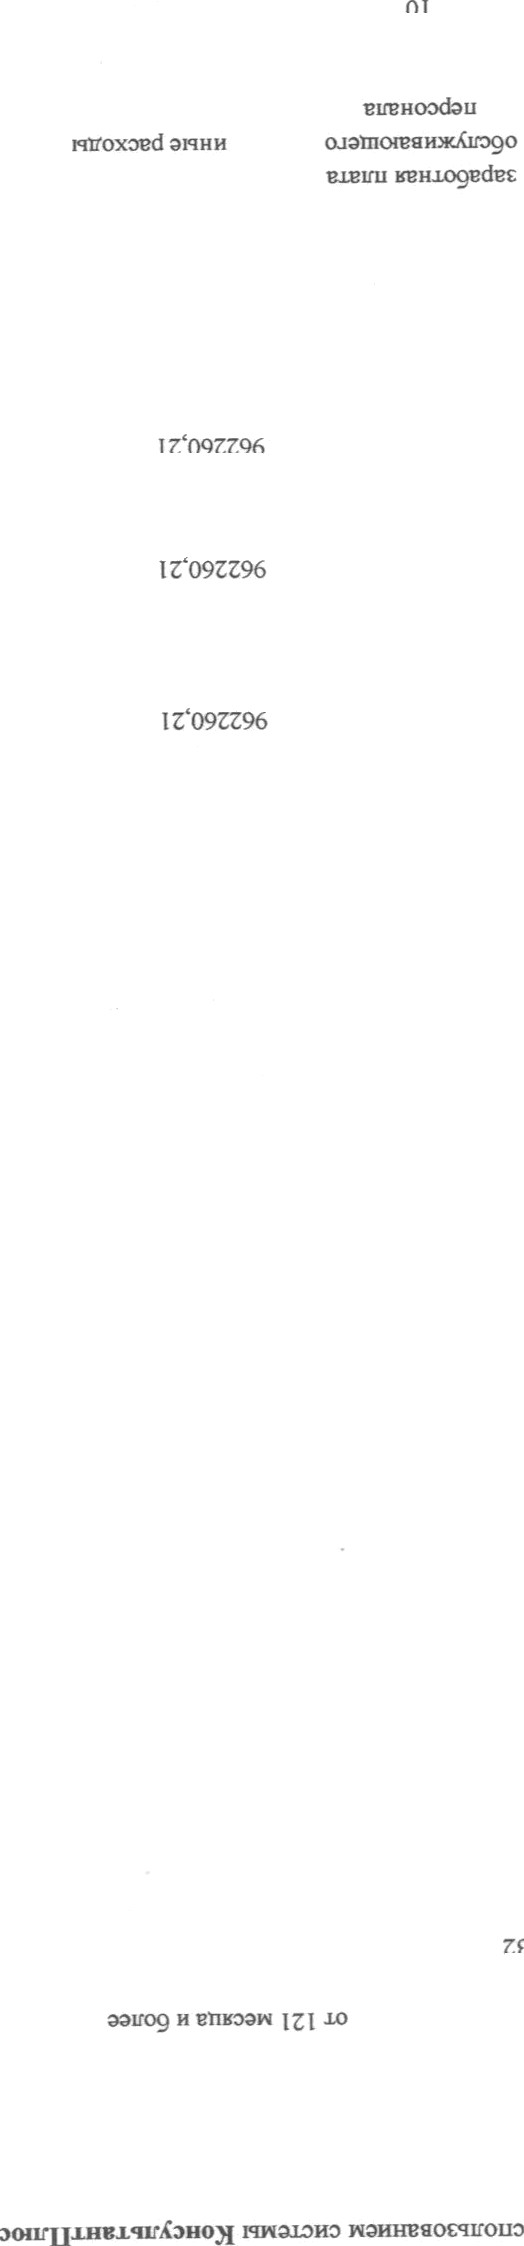 спользованием системы КонсультантПлюс
от 121 месяца и более
962260,21
962260,21
962260,21
заработная плата
обслуживающего
персонала
иные расходы
10